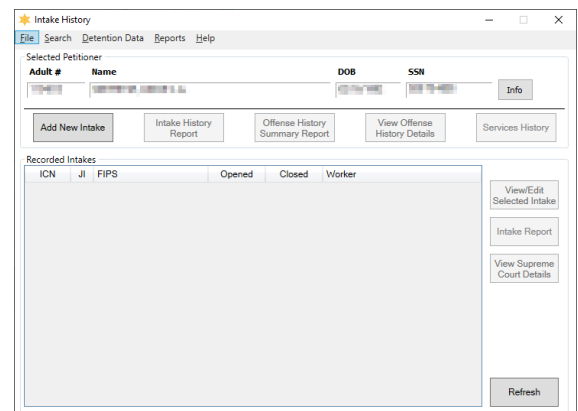 Intake History
File Search Detention Data Reports Help
Selected Petitioner
Adult # Name DOB SSN
Info
Add New Intake
Intake History
Report
Offense History
Summary Report
View Offense
History Details
Services History
Recorded Intakes
ICN JI FIPS Opened Closed Worker
View/Edit
Selected Intake
Intake Report
View Supreme
Court Details
Refresh